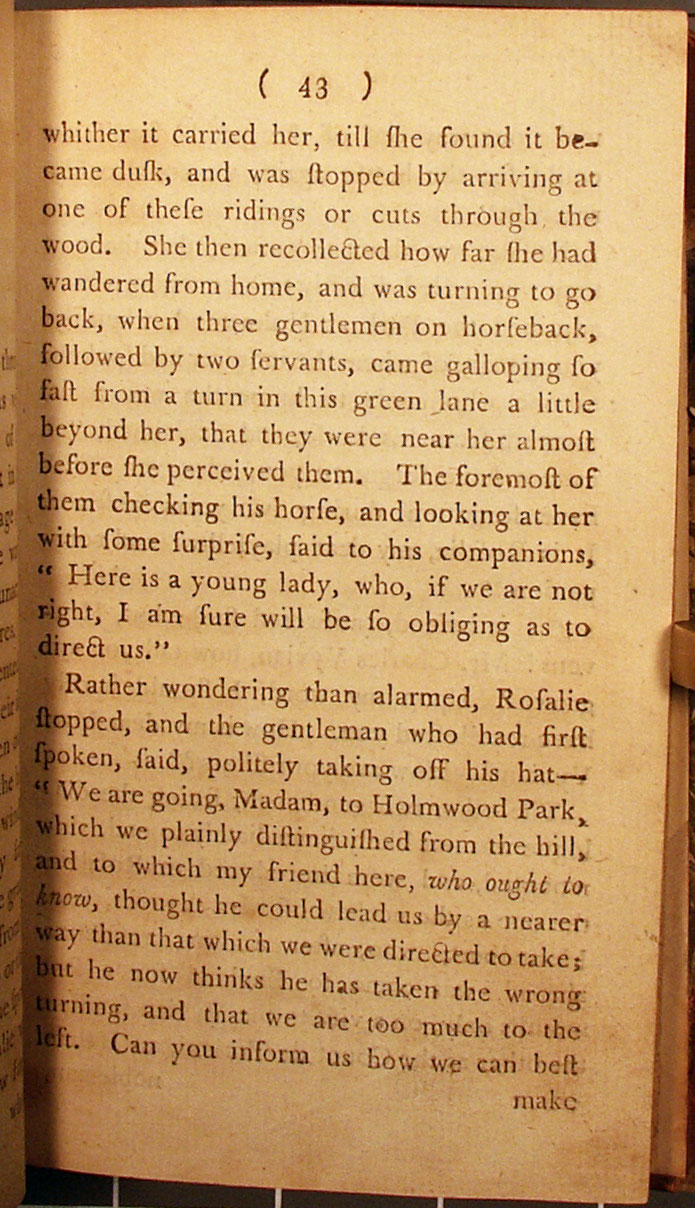 ( 43 )
whither it carried her, till ſhe found it be-
came duſk, and was ſtopped by arriving at
one of theſe ridings or cuts through the
wood. She then recollected how far ſhe had
wandered from home, and was turning to go
back, when three gentlemen on horſeback,
followed by two ſervants, came galloping ſo
faſt from a turn in this green lane a little
beyond her, that they were near her almoſt
before ſhe perceived them. The foremoſt of
them checking his horſe, and looking at her
with ſome ſurpriſe, ſaid to his companions,
“ Here is a young lady, who, if we are not
right, I am ſure will be ſo obliging as to
direct us.”
Rather wondering than alarmed, Roſalie
ſtopped, and the gentleman who had firſt
ſpoken, ſaid, politely taking off his hat—
“ We are going, Madam, to Holmwood Park,
which we plainly diſtinguiſhed from the hill,
and to which my friend here, who ought to
know, thought he could lead us by a nearer
way than that which we were directed to take;
but he now thinks he has taken the wrong
turning, and that we are too much to the
left. Can you inform us how we can beſt
make